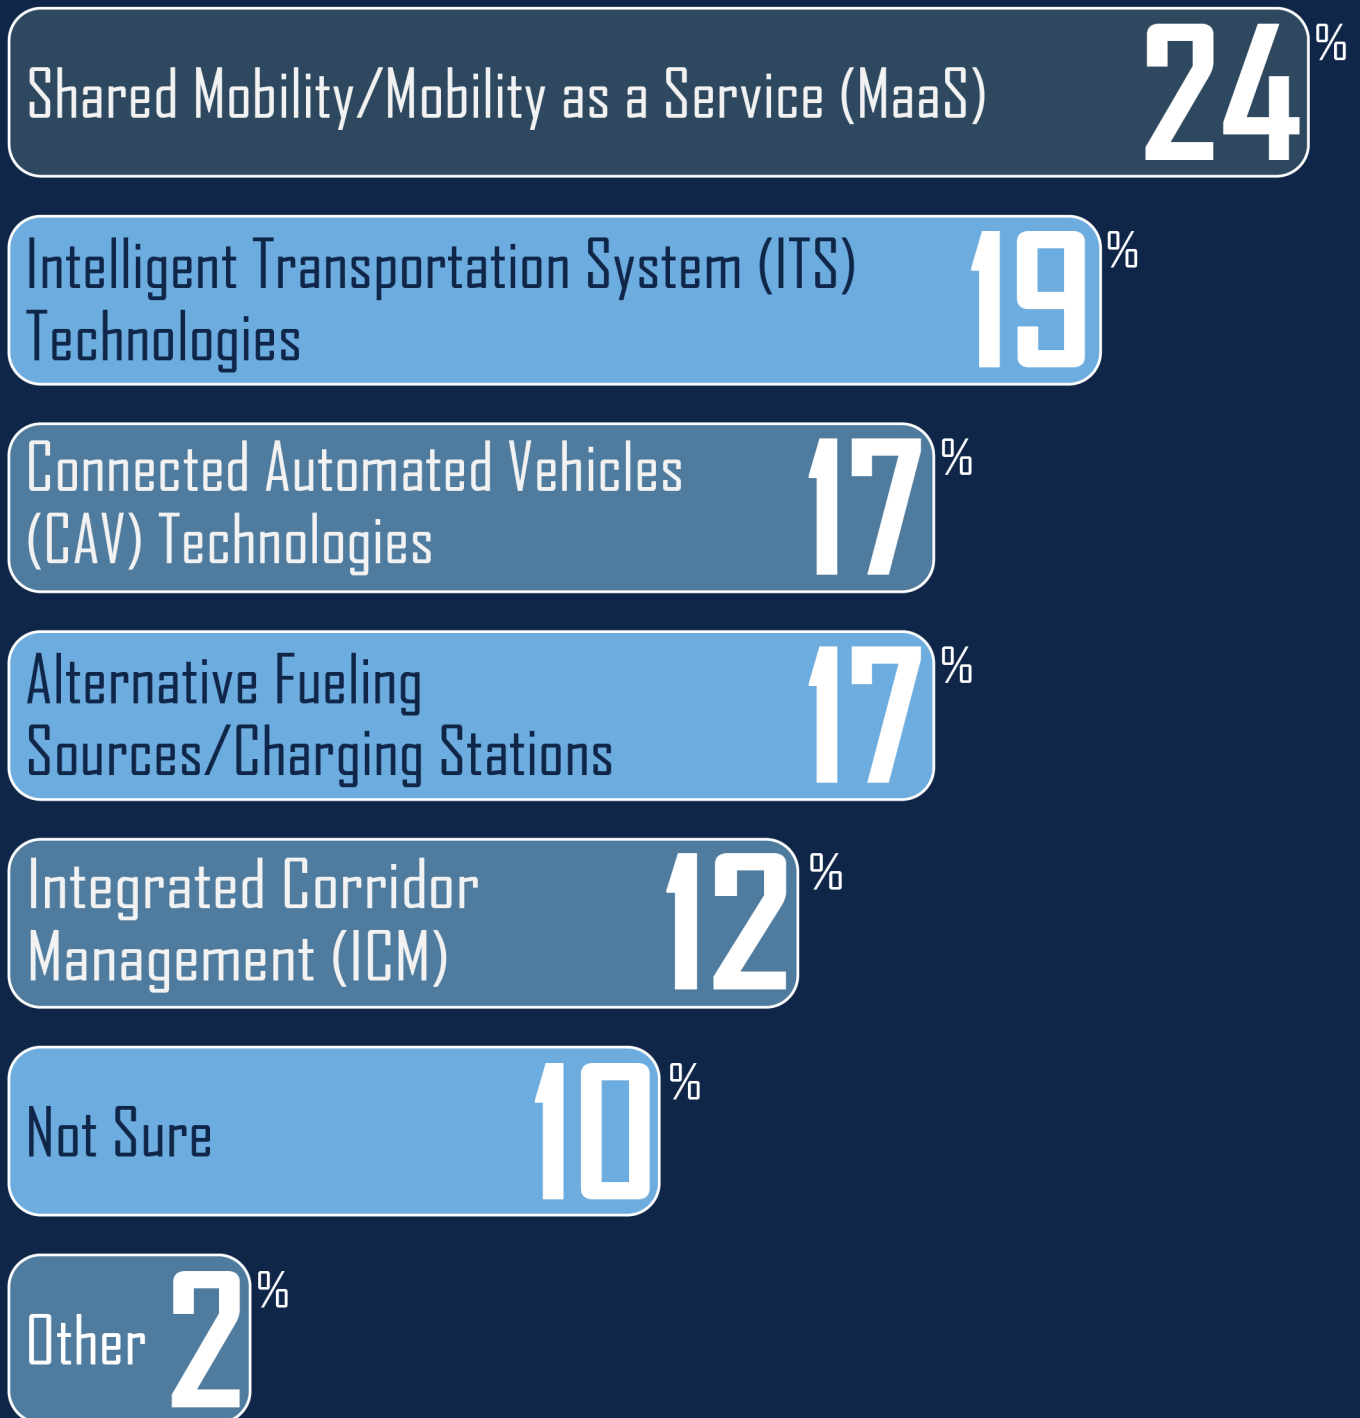 Shared Mobility/Mobility as a Service (MaaS) 24%
Intelligent Transportation System (ITS)
Technologies 19%
Connected Automated Vehicles
(CAV) Technologies 17%
Alternative Fueling
Sources/Charging Stations 17%
Integrated Corridor
Management (ICM) 12%
Not Sure 10%
Other 2%